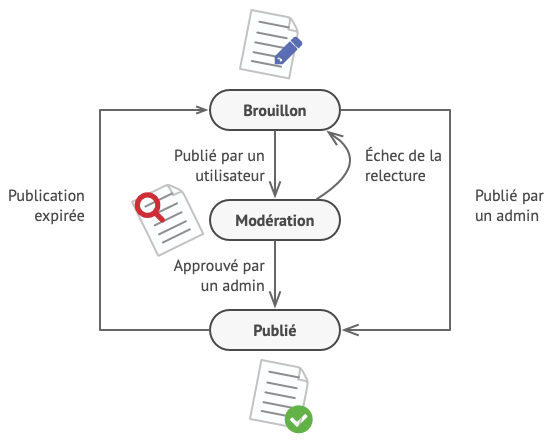 Brouillon
Publié par un
utilisateur
Échec de la
relecture
Publication
expirée
Publié par
un admin
Modération
Approuvé par
un admin
Publié